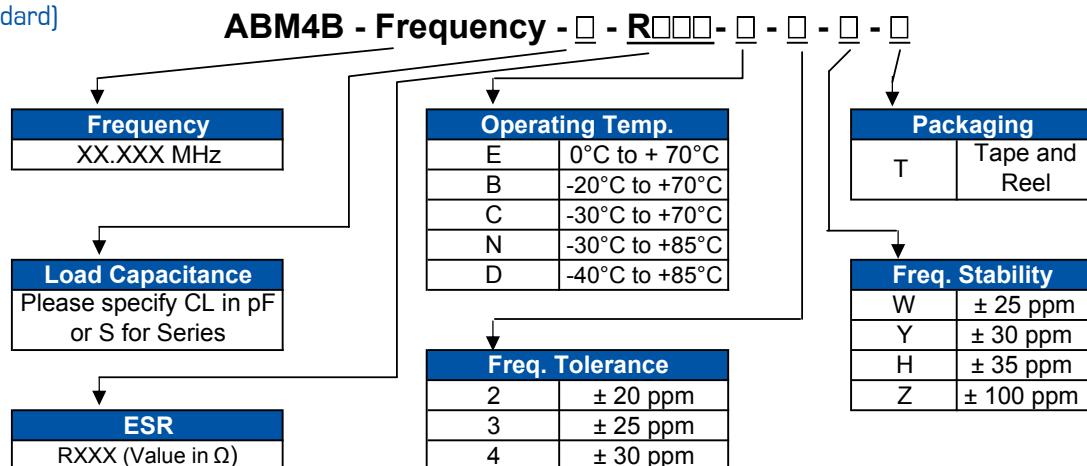 dard)
ABM4B - Frequency - □ - R□□□- □ - □ - □ - □
Frequency
XX.XXX MHz
Load Capacitance
Please specify CL in pF
or S for Series
ESR
RXXX (Value in Ω)
Operating Temp.
E 0°C to + 70°C
B -20°C to +70°C
C -30°C to +70°C
N -30°C to +85°C
D -40°C to +85°C
Freq. Tolerance
2 ± 20 ppm
3 ± 25 ppm
4 ± 30 ppm
Packaging
T Tape and
Reel
Freq. Stability
W ± 25 ppm
Y ± 30 ppm
H ± 35 ppm
Z ± 100 ppm